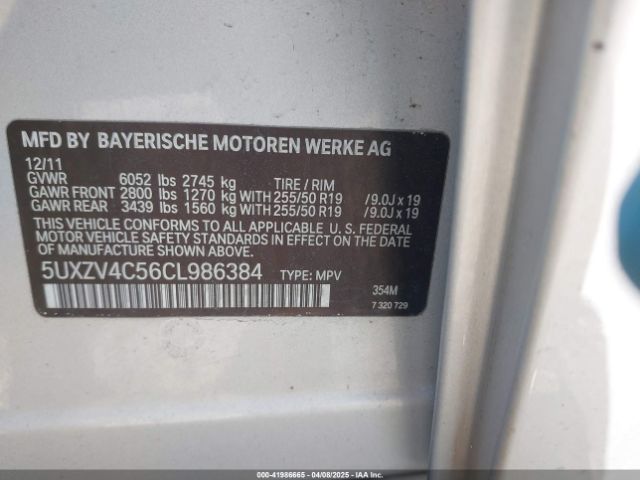 MFD BY BAYERISCHE MOTOREN WERKE AG
12/11
GVWR 6052 lbs 2745 kg TIRE / RIM
GAWR FRONT 2800 lbs 1270 kg WITH 255/50 R19 /9.0J x 19
GAWR REAR 3439 lbs 1560 kg WITH 255/50 R19 /9.0J x 19
THIS VEHICLE CONFORMS TO ALL APPLICABLE U. S. FEDERAL
MOTOR VEHICLE SAFETY STANDARDS IN EFFECT ON THE DATE
OF MANUFACTURE SHOWN ABOVE.
5UXZV4C56CL986384 TYPE: MPV
354M
7 320 729
000-41986665 04/08/2025 IAAI.com